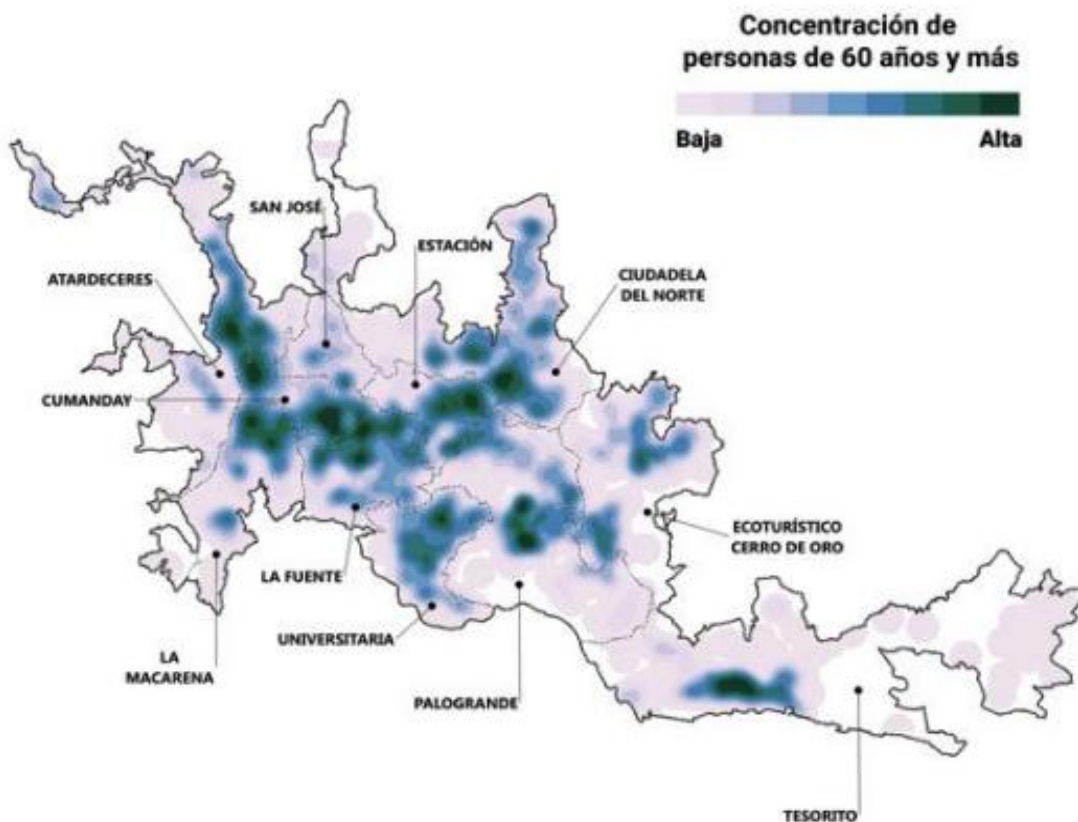 Concentración de
personas de 60 años y más
Baja
Alta
SAN JOSÉ
ESTACIÓN
ATARDECERES
CIUDADELA
DEL NORTE
CUMANDAY
ECOTURÍSTICO
CERRO DE ORO
LA FUENTE
UNIVERSITARIA
LA
MACARENA
PALOGRANDE
TESORITO